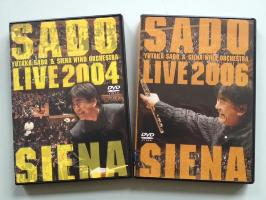 SADO
YUTAKA SADO & SIENA WIND ORCHESTRA
LIVE 2004
DVD
SIENA
SADO
YUTAKA SADO & SIENA WIND ORCHESTRA
LIVE 2006
DVD
SIENA